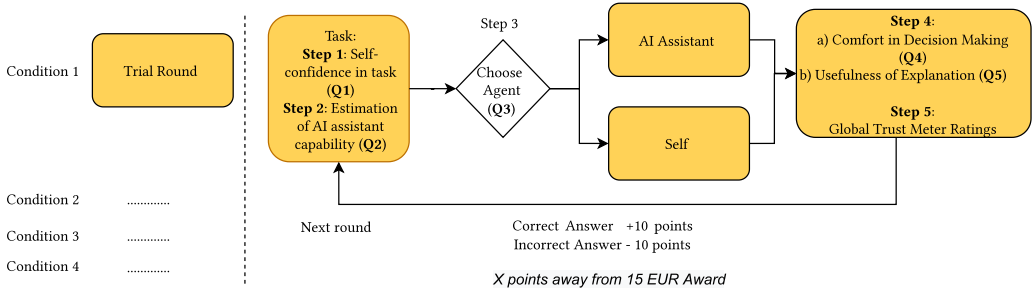 Condition 1
Trial Round
Condition 2
.............
Condition 3
.............
Condition 4
.............
Task:
Step 1: Self-
confidence in task
(Q1)
Step 2: Estimation
of AI assistant
capability (Q2)
Step 3
Choose
Agent
(Q3)
AI Assistant
Self
Step 4:
a) Comfort in Decision Making
(Q4)
b) Usefulness of Explanation (Q5)
Step 5:
Global Trust Meter Ratings
Next round
Correct Answer +10 points
Incorrect Answer - 10 points
X points away from 15 EUR Award